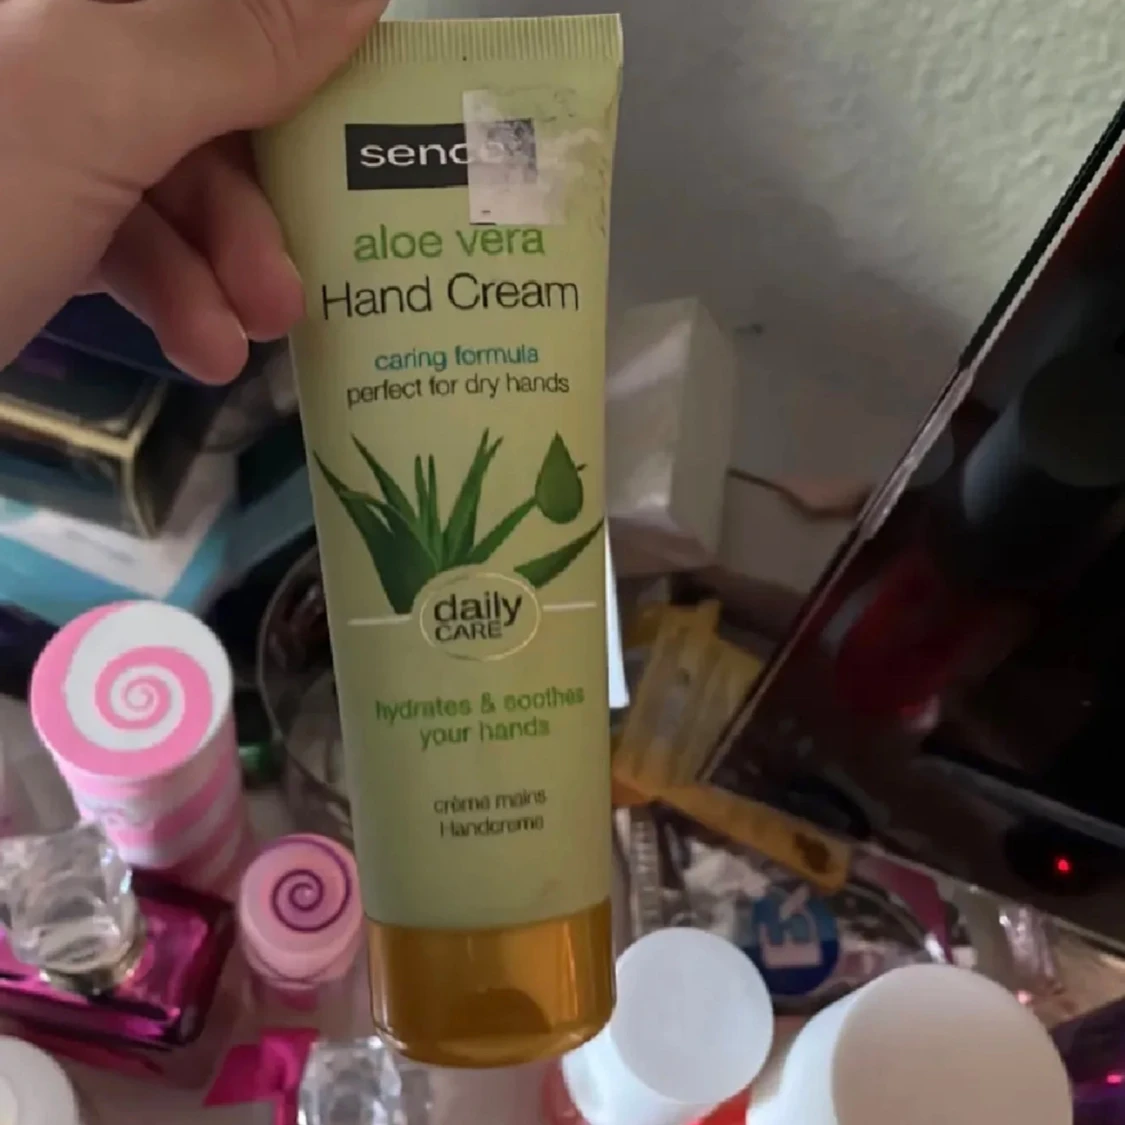 aloe vera
Hand Cream
caring formula
perfect for dry hands
daily
CARE
hydrates & soothes
your hands
crème mains
Handcreme